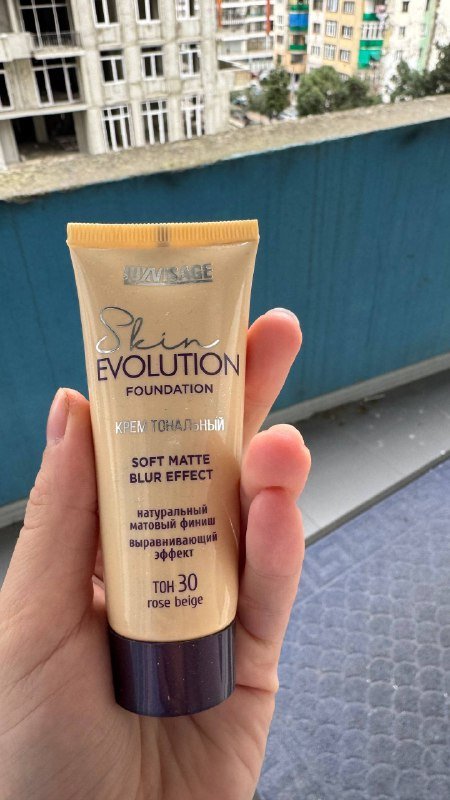 LUXVISAGE
Skin
EVOLUTION
FOUNDATION
КРЕМ ТОНАЛЬНЫЙ
SOFT MATTE
BLUR EFFECT
натуральный
матовый финиш
выравнивающий
эффект
ТОН 30
rose beige